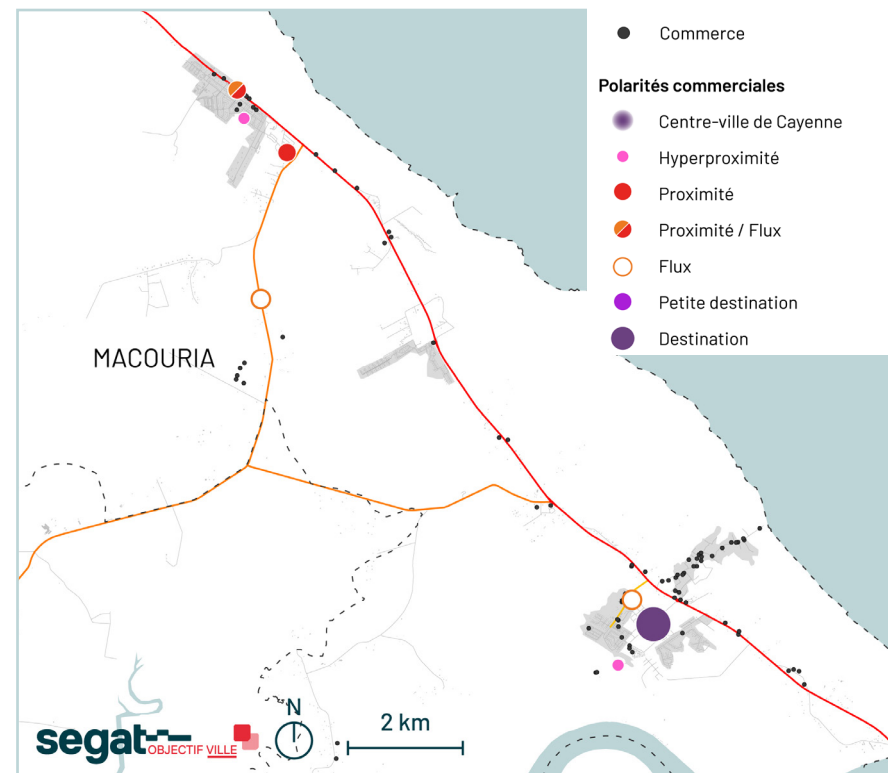 Commerce
Polarités commerciales
Centre-ville de Cayenne
Hyperproximité
Proximité
Proximité / Flux
Flux
Petite destination
Destination
MACOURIA
N
2 km
segat
OBJECTIF VILLE